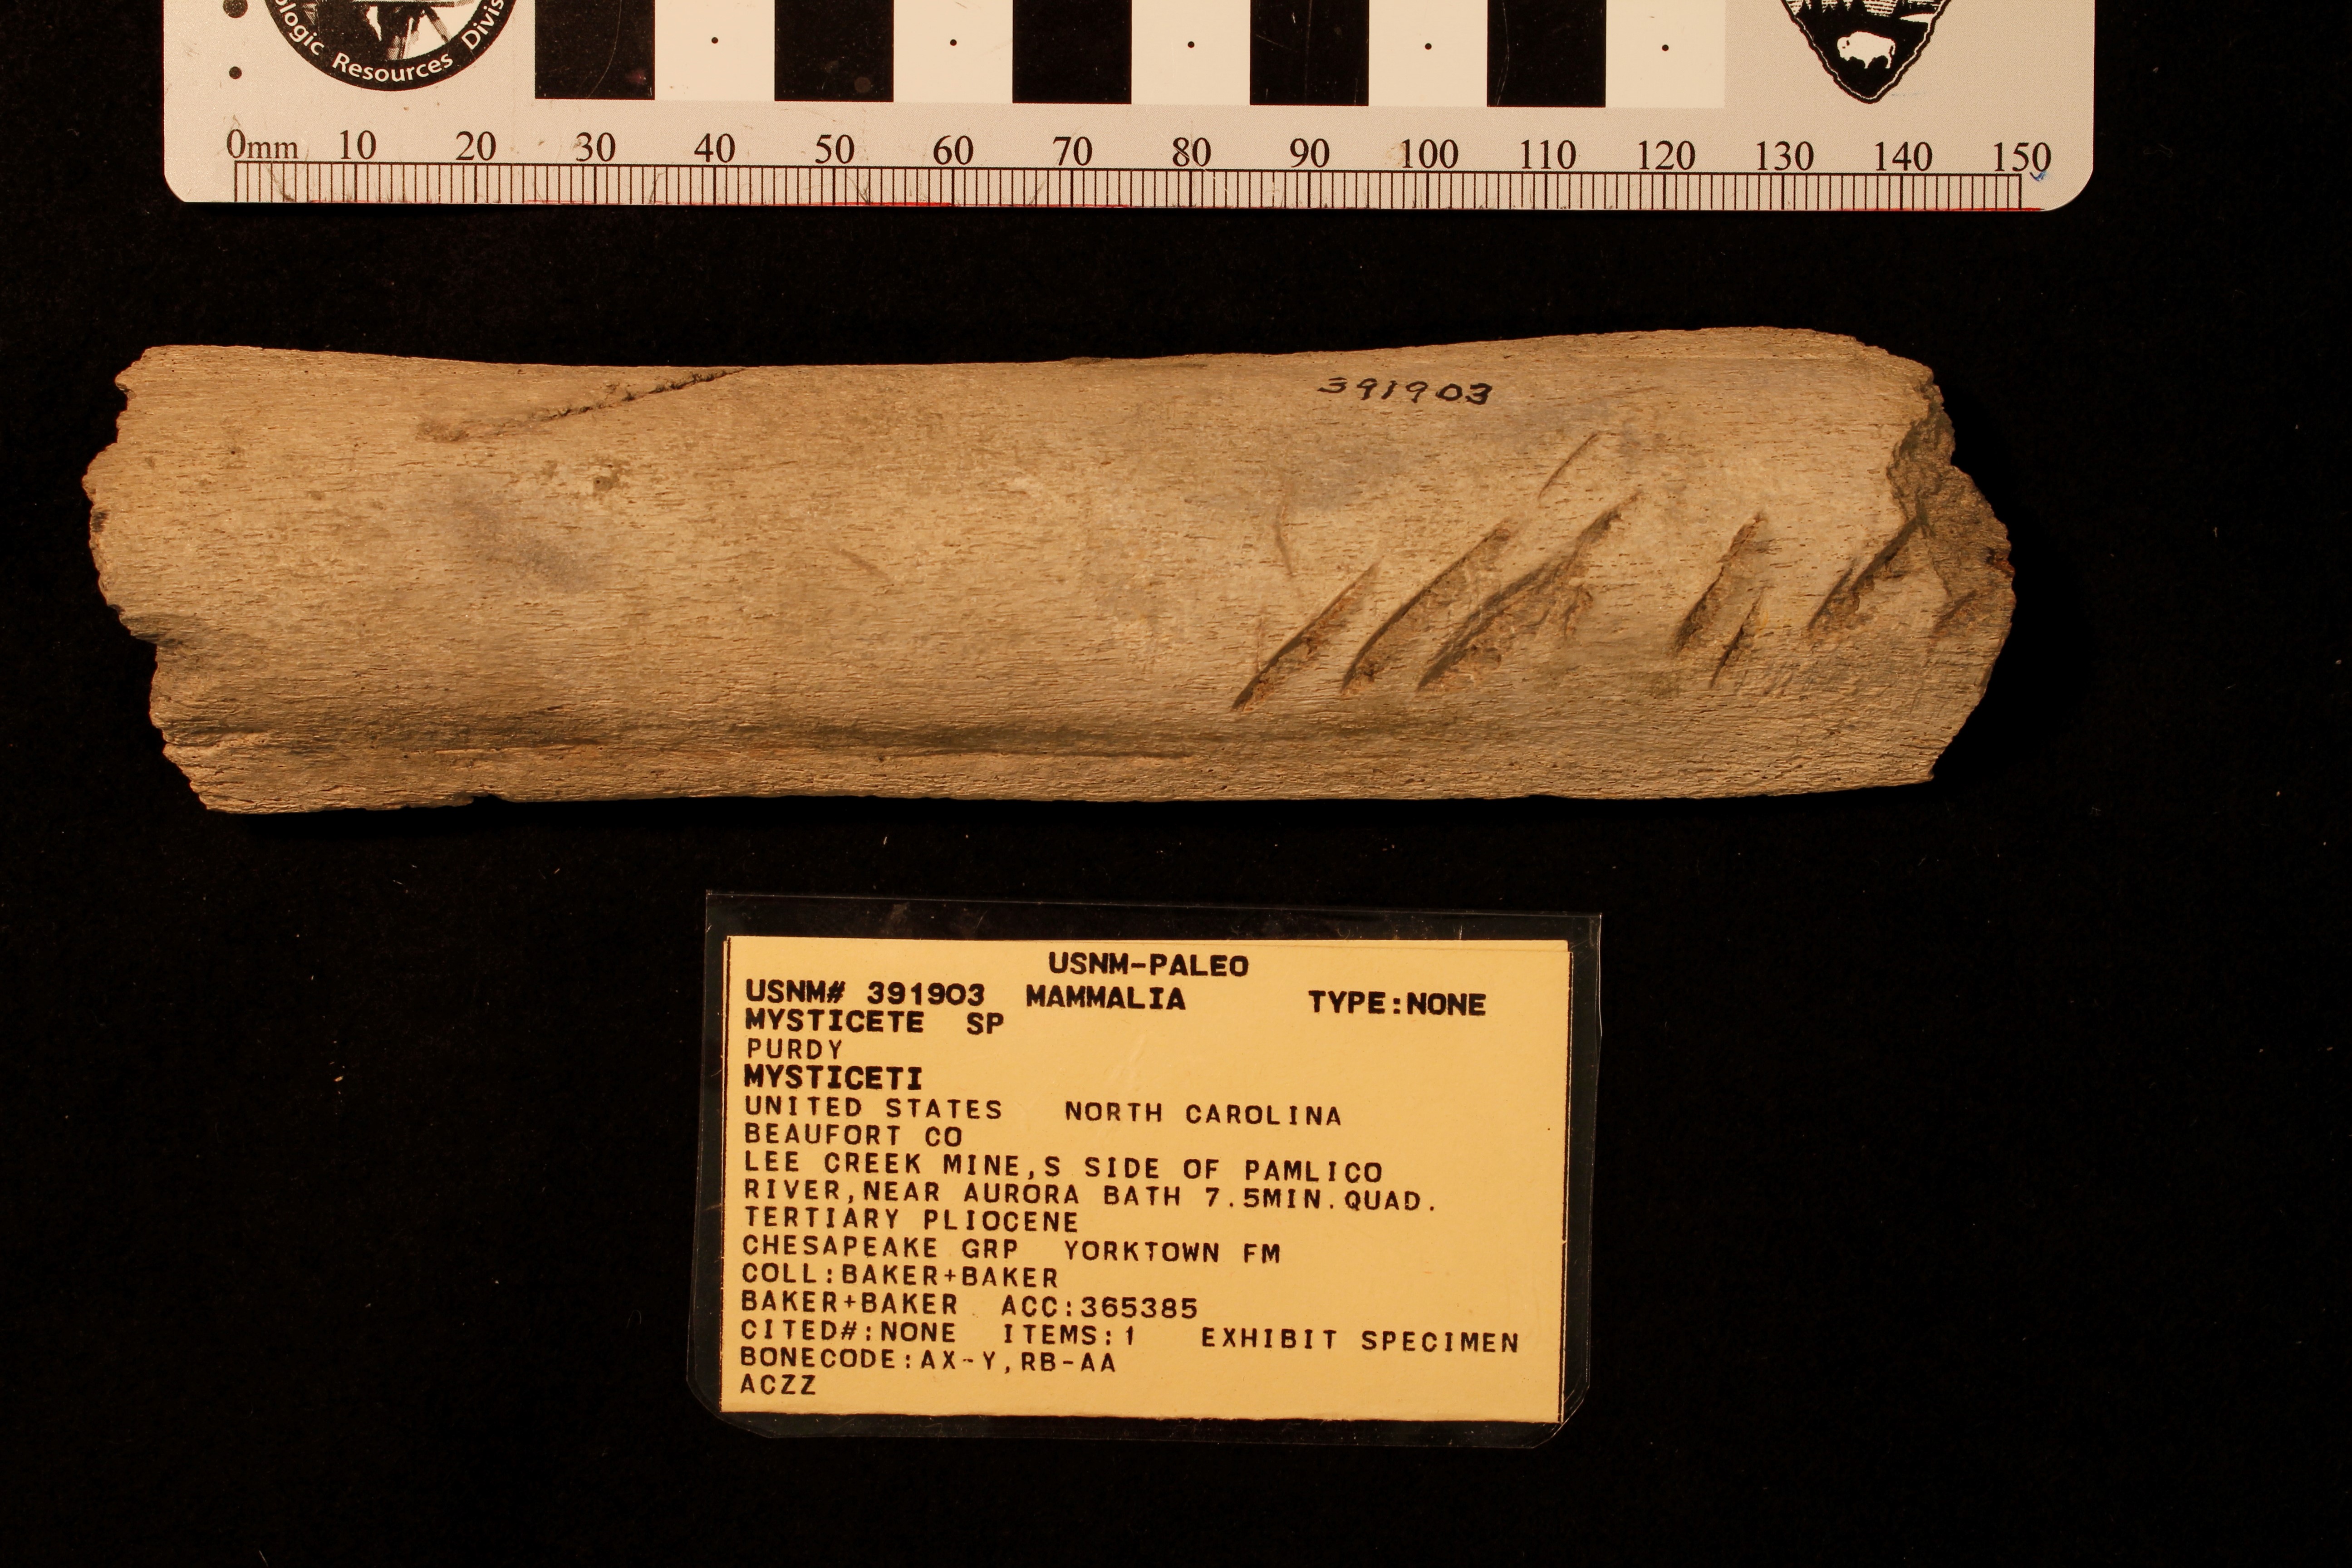 ologic Resources Divis
0mm 10 20 30 40 50 60 70 80 90 100 110 120 130 140 150
391903
USNM-PALEO
USNM# 391903 MAMMALIA TYPE:NONE
MYSTICETE SP
PURDY
MYSTICETI
UNITED STATES NORTH CAROLINA
BEAUFORT CO
LEE CREEK MINE,S SIDE OF PAMLICO
RIVER,NEAR AURORA BATH 7.5MIN.QUAD.
TERTIARY PLIOCENE
CHESAPEAKE GRP YORKTOWN FM
COLL:BAKER+BAKER
BAKER+BAKER ACC:365385
CITED#:NONE ITEMS:1 EXHIBIT SPECIMEN
BONECODE:AX-Y,RB-AA
ACZZ